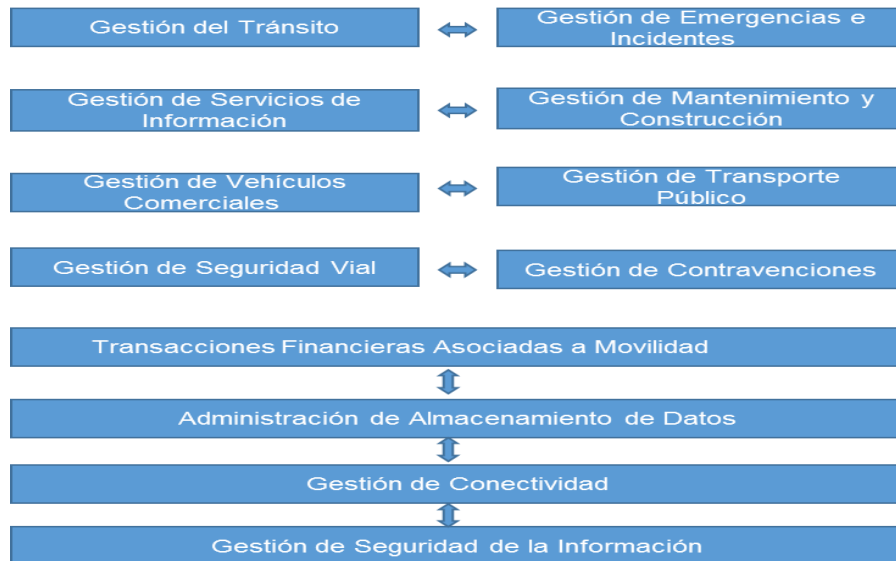 Gestión del Tránsito
Gestión de Emergencias e
Incidentes
Gestión de Servicios de
Información
Gestión de Mantenimiento y
Construcción
Gestión de Vehículos
Comerciales
Gestión de Transporte
Público
Gestión de Seguridad Vial
Gestión de Contravenciones
Transacciones Financieras Asociadas a Movilidad
Administración de Almacenamiento de Datos
Gestión de Conectividad
Gestión de Seguridad de la Información